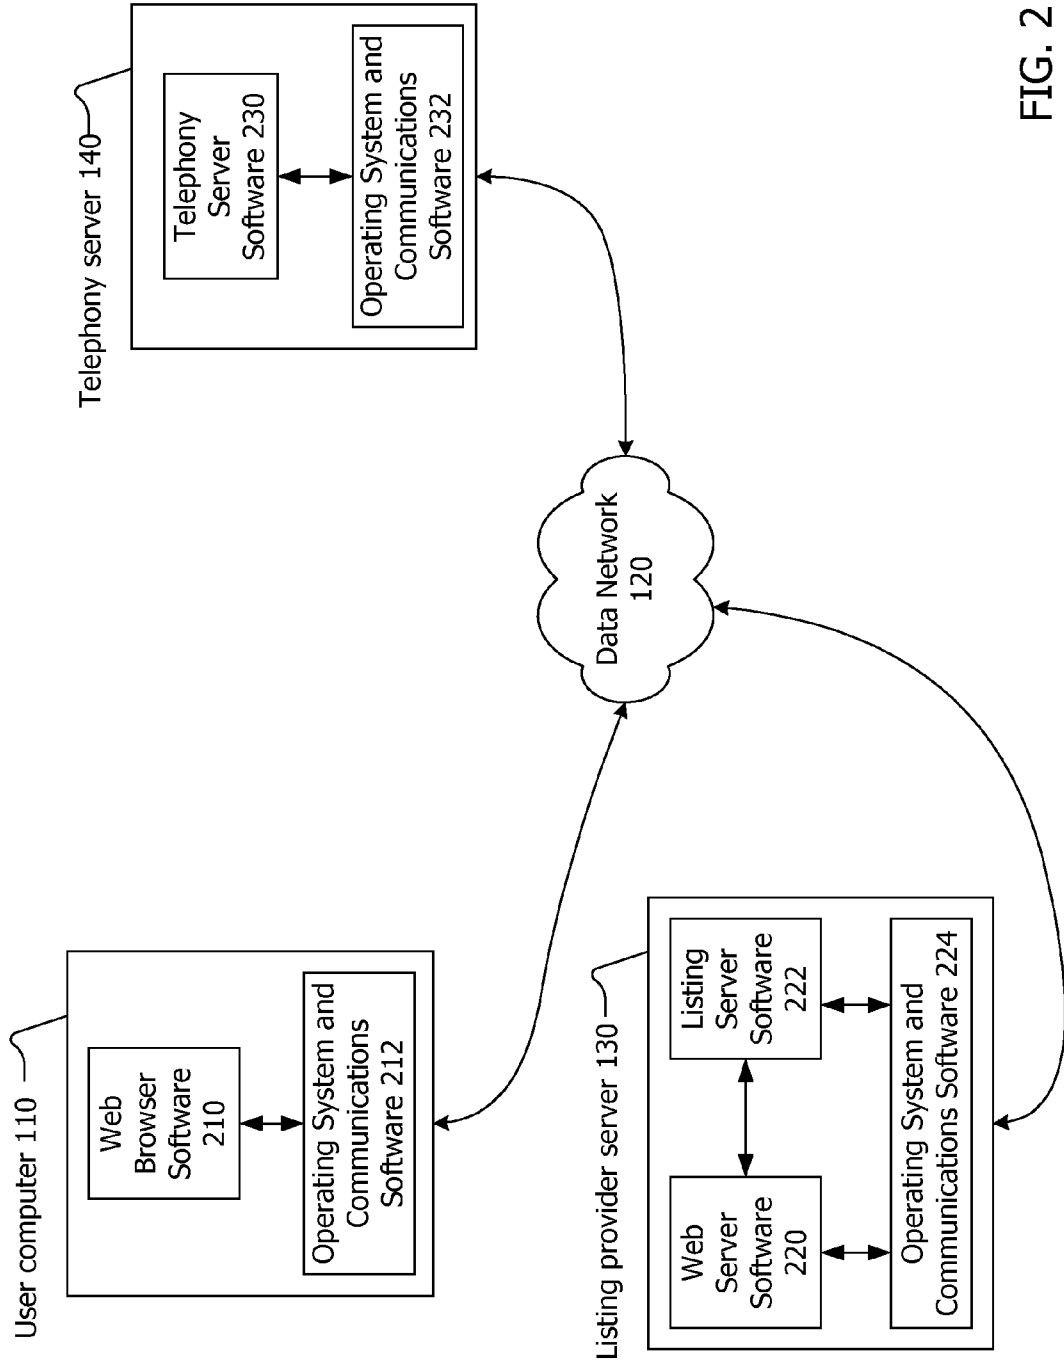 User computer 110
Web
Browser
Software
210
Operating System and
Communications
Software 212
Telephony server 140
Telephony
Server
Software 230
Operating System and
Communications
Software 232
Data Network
120
Listing provider server 130
Web
Server
Software
220
Listing
Server
Software
222
Operating System and
Communications Software 224
FIG. 2